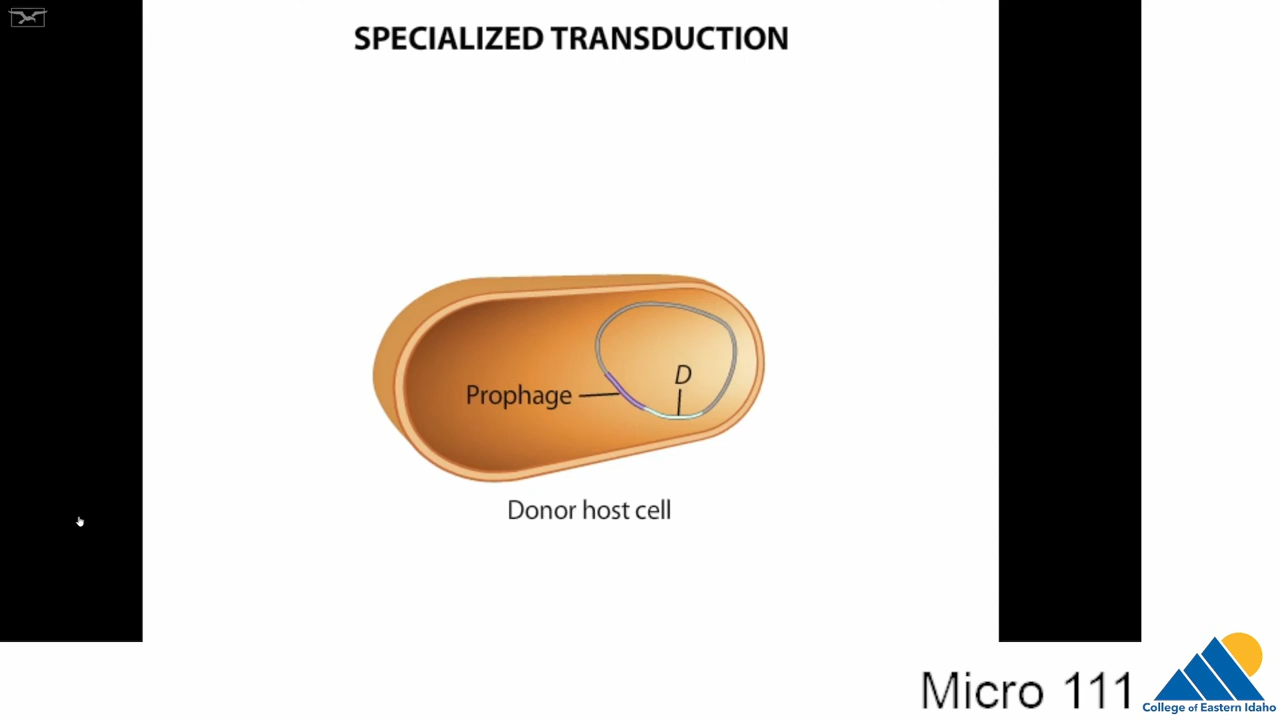 SPECIALIZED TRANSDUCTION
D
Prophage
Donor host cell
Micro 111
College of Eastern Idaho